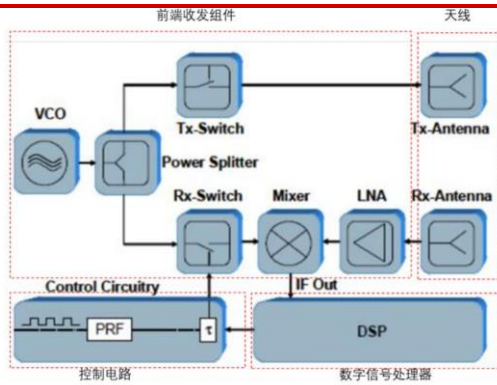 前端收发组件
天线
VCO
Tx-Switch
Tx-Antenna
Power Splitter
Rx-Switch
Mixer
LNA
Rx-Antenna
Control Circuitry
IF Out
PRF
τ
DSP
控制电路
数字信号处理器